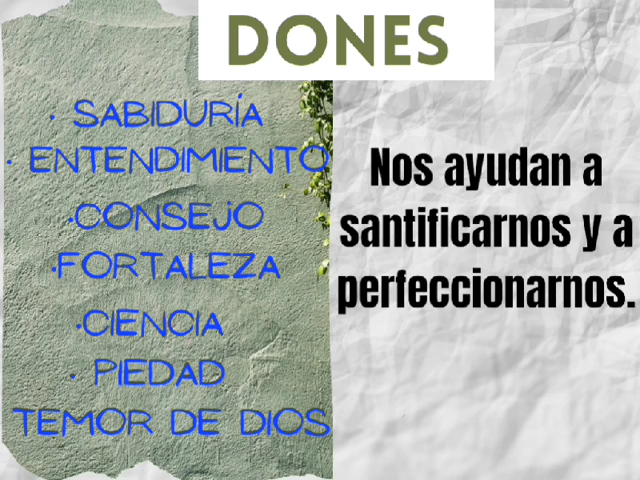 DONES
· SABIDURÍA
· ENTENDIMIENTO
·CONSEJO
·FORTALEZA
·CIENCIA
· PIEDAD
TEMOR DE DIOS
Nos ayudan a
santificarnos y a
perfeccionarnos.